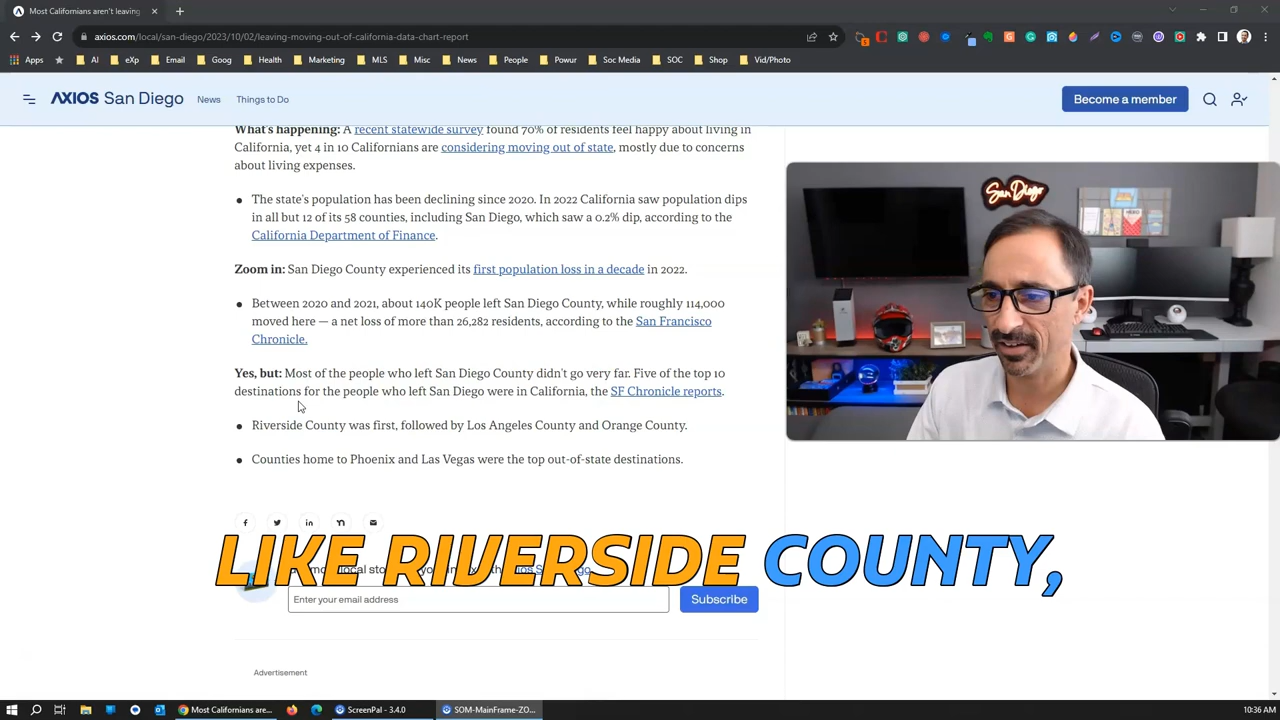 Most Californians aren't leaving
axios.com/local/san-diego/2023/10/02/leaving-moving-out-of-california-data-chart-report
Apps AI eXp Email Goog Health Marketing MLS Misc News People Powur Soc Media SOC Shop Vid/Photo
AXIOS San Diego News Things to Do Become a member
What's happening: A recent statewide survey found 70% of residents feel happy about living in
California, yet 4 in 10 Californians are considering moving out of state, mostly due to concerns
about living expenses.
The state's population has been declining since 2020. In 2022 California saw population dips
in all but 12 of its 58 counties, including San Diego, which saw a 0.2% dip, according to the
California Department of Finance.
Zoom in: San Diego County experienced its first population loss in a decade in 2022.
Between 2020 and 2021, about 140K people left San Diego County, while roughly 114,000
moved here — a net loss of more than 26,282 residents, according to the San Francisco
Chronicle.
Yes, but: Most of the people who left San Diego County didn't go very far. Five of the top 10
destinations for the people who left San Diego were in California, the SF Chronicle reports.
Riverside County was first, followed by Los Angeles County and Orange County.
Counties home to Phoenix and Las Vegas were the top out-of-state destinations.
San Diego
LIKE RIVERSIDE COUNTY,
Enter your email address
Subscribe
Advertisement
Most Californians are... ScreenPal - 3.4.0 SOM-MainFrame-ZO... 10:36 AM